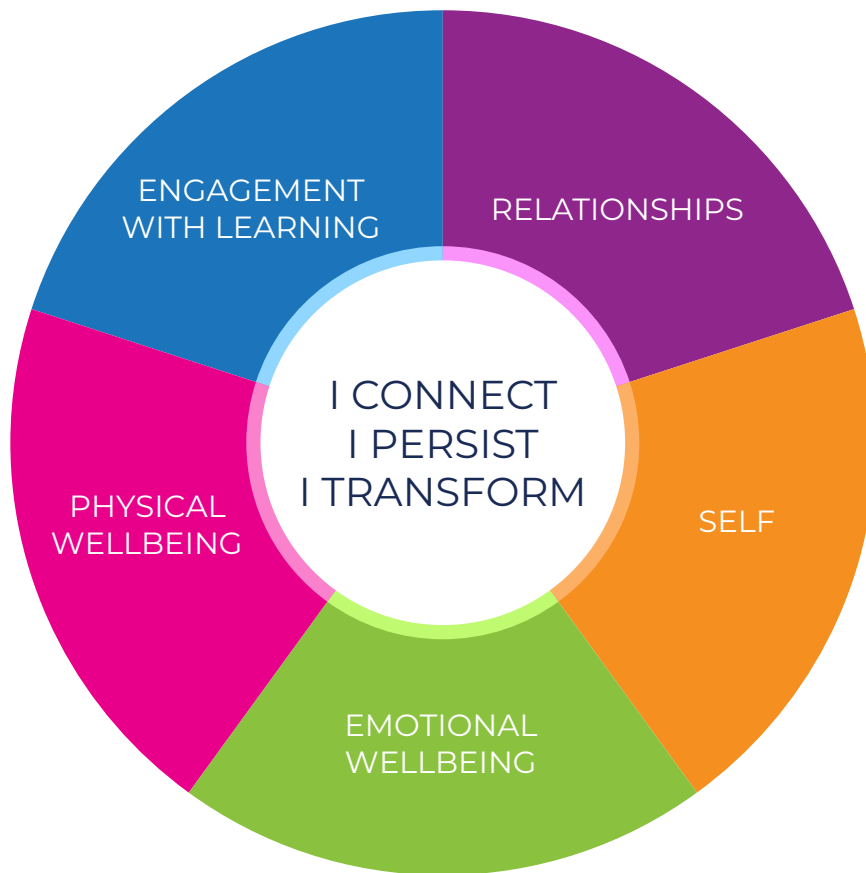 ENGAGEMENT
WITH LEARNING
RELATIONSHIPS
I CONNECT
I PERSIST
I TRANSFORM
PHYSICAL
WELLBEING
SELF
EMOTIONAL
WELLBEING